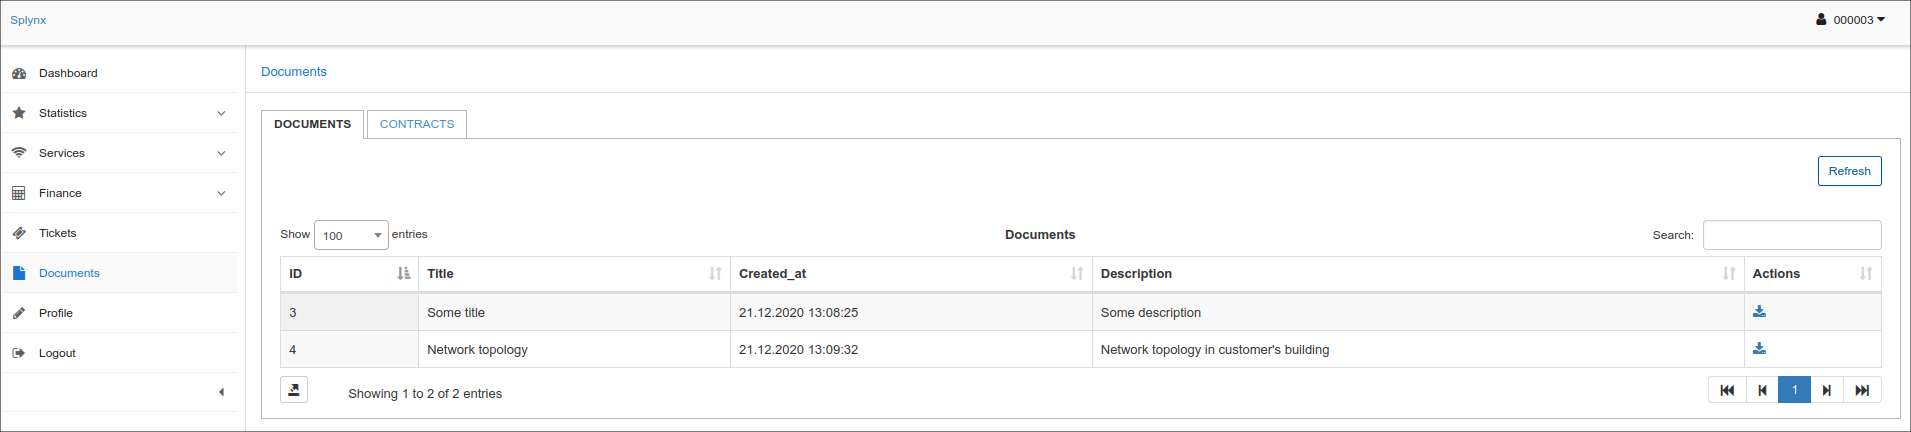 Splynx
000003
Dashboard
Statistics
Services
Finance
Tickets
Documents
Profile
Logout
Documents
DOCUMENTS CONTRACTS
Refresh
Show 100 entries Documents Search:
ID Title Created_at Description Actions
3 Some title 21.12.2020 13:08:25 Some description
4 Network topology 21.12.2020 13:09:32 Network topology in customer's building
Showing 1 to 2 of 2 entries 1